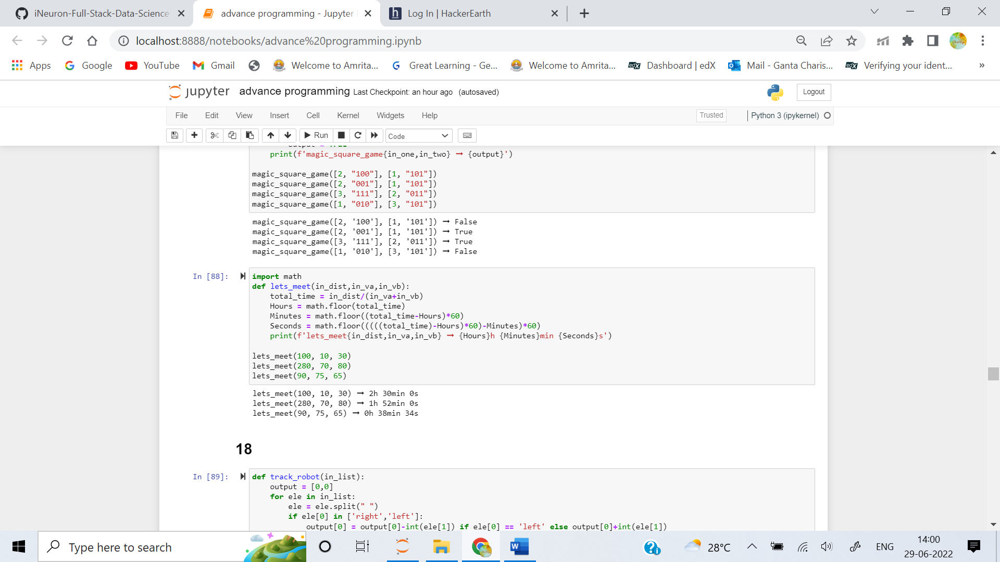 iNeuron-Full-Stack-Data-Science
advance programming - Jupyter
Log In | HackerEarth
localhost:8888/notebooks/advance%20programming.ipynb
Apps
Google
YouTube
Gmail
Welcome to Amrita...
Great Learning - Ge...
Welcome to Amrita...
Dashboard | edX
Mail - Ganta Charis...
Verifying your ident...
»
jupyter
advance programming Last Checkpoint: an hour ago (autosaved)
Logout
File
Edit
View
Insert
Cell
Kernel
Widgets
Help
Trusted
Python 3 (ipykernel)
Run
Code
print(f'magic_square_game{in_one,in_two} → {output}')
magic_square_game([2, "100"], [1, "101"])
magic_square_game([2, "001"], [1, "101"])
magic_square_game([3, "111"], [2, "011"])
magic_square_game([1, "010"], [3, "101"])
magic_square_game([2, '100'], [1, '101']) → False
magic_square_game([2, '001'], [1, '101']) → True
magic_square_game([3, '111'], [2, '011']) → True
magic_square_game([1, '010'], [3, '101']) → False
In [88]:
import math
def lets_meet(in_dist,in_va,in_vb):
total_time = in_dist/(in_va+in_vb)
Hours = math.floor(total_time)
Minutes = math.floor((total_time-Hours)*60)
Seconds = math.floor(((((total_time)-Hours)*60)-Minutes)*60)
print(f'lets_meet{in_dist,in_va,in_vb} → {Hours}h {Minutes}min {Seconds}s')
lets_meet(100, 10, 30)
lets_meet(280, 70, 80)
lets_meet(90, 75, 65)
lets_meet(100, 10, 30) → 2h 30min 0s
lets_meet(280, 70, 80) → 1h 52min 0s
lets_meet(90, 75, 65) → 0h 38min 34s
18
In [89]:
def track_robot(in_list):
output = [0,0]
for ele in in_list:
ele = ele.split(" ")
if ele[0] in ['right','left']:
output[0] = output[0]-int(ele[1]) if ele[0] == 'left' else output[0]+int(ele[1])
Type here to search
28°C
ENG
14:00
29-06-2022